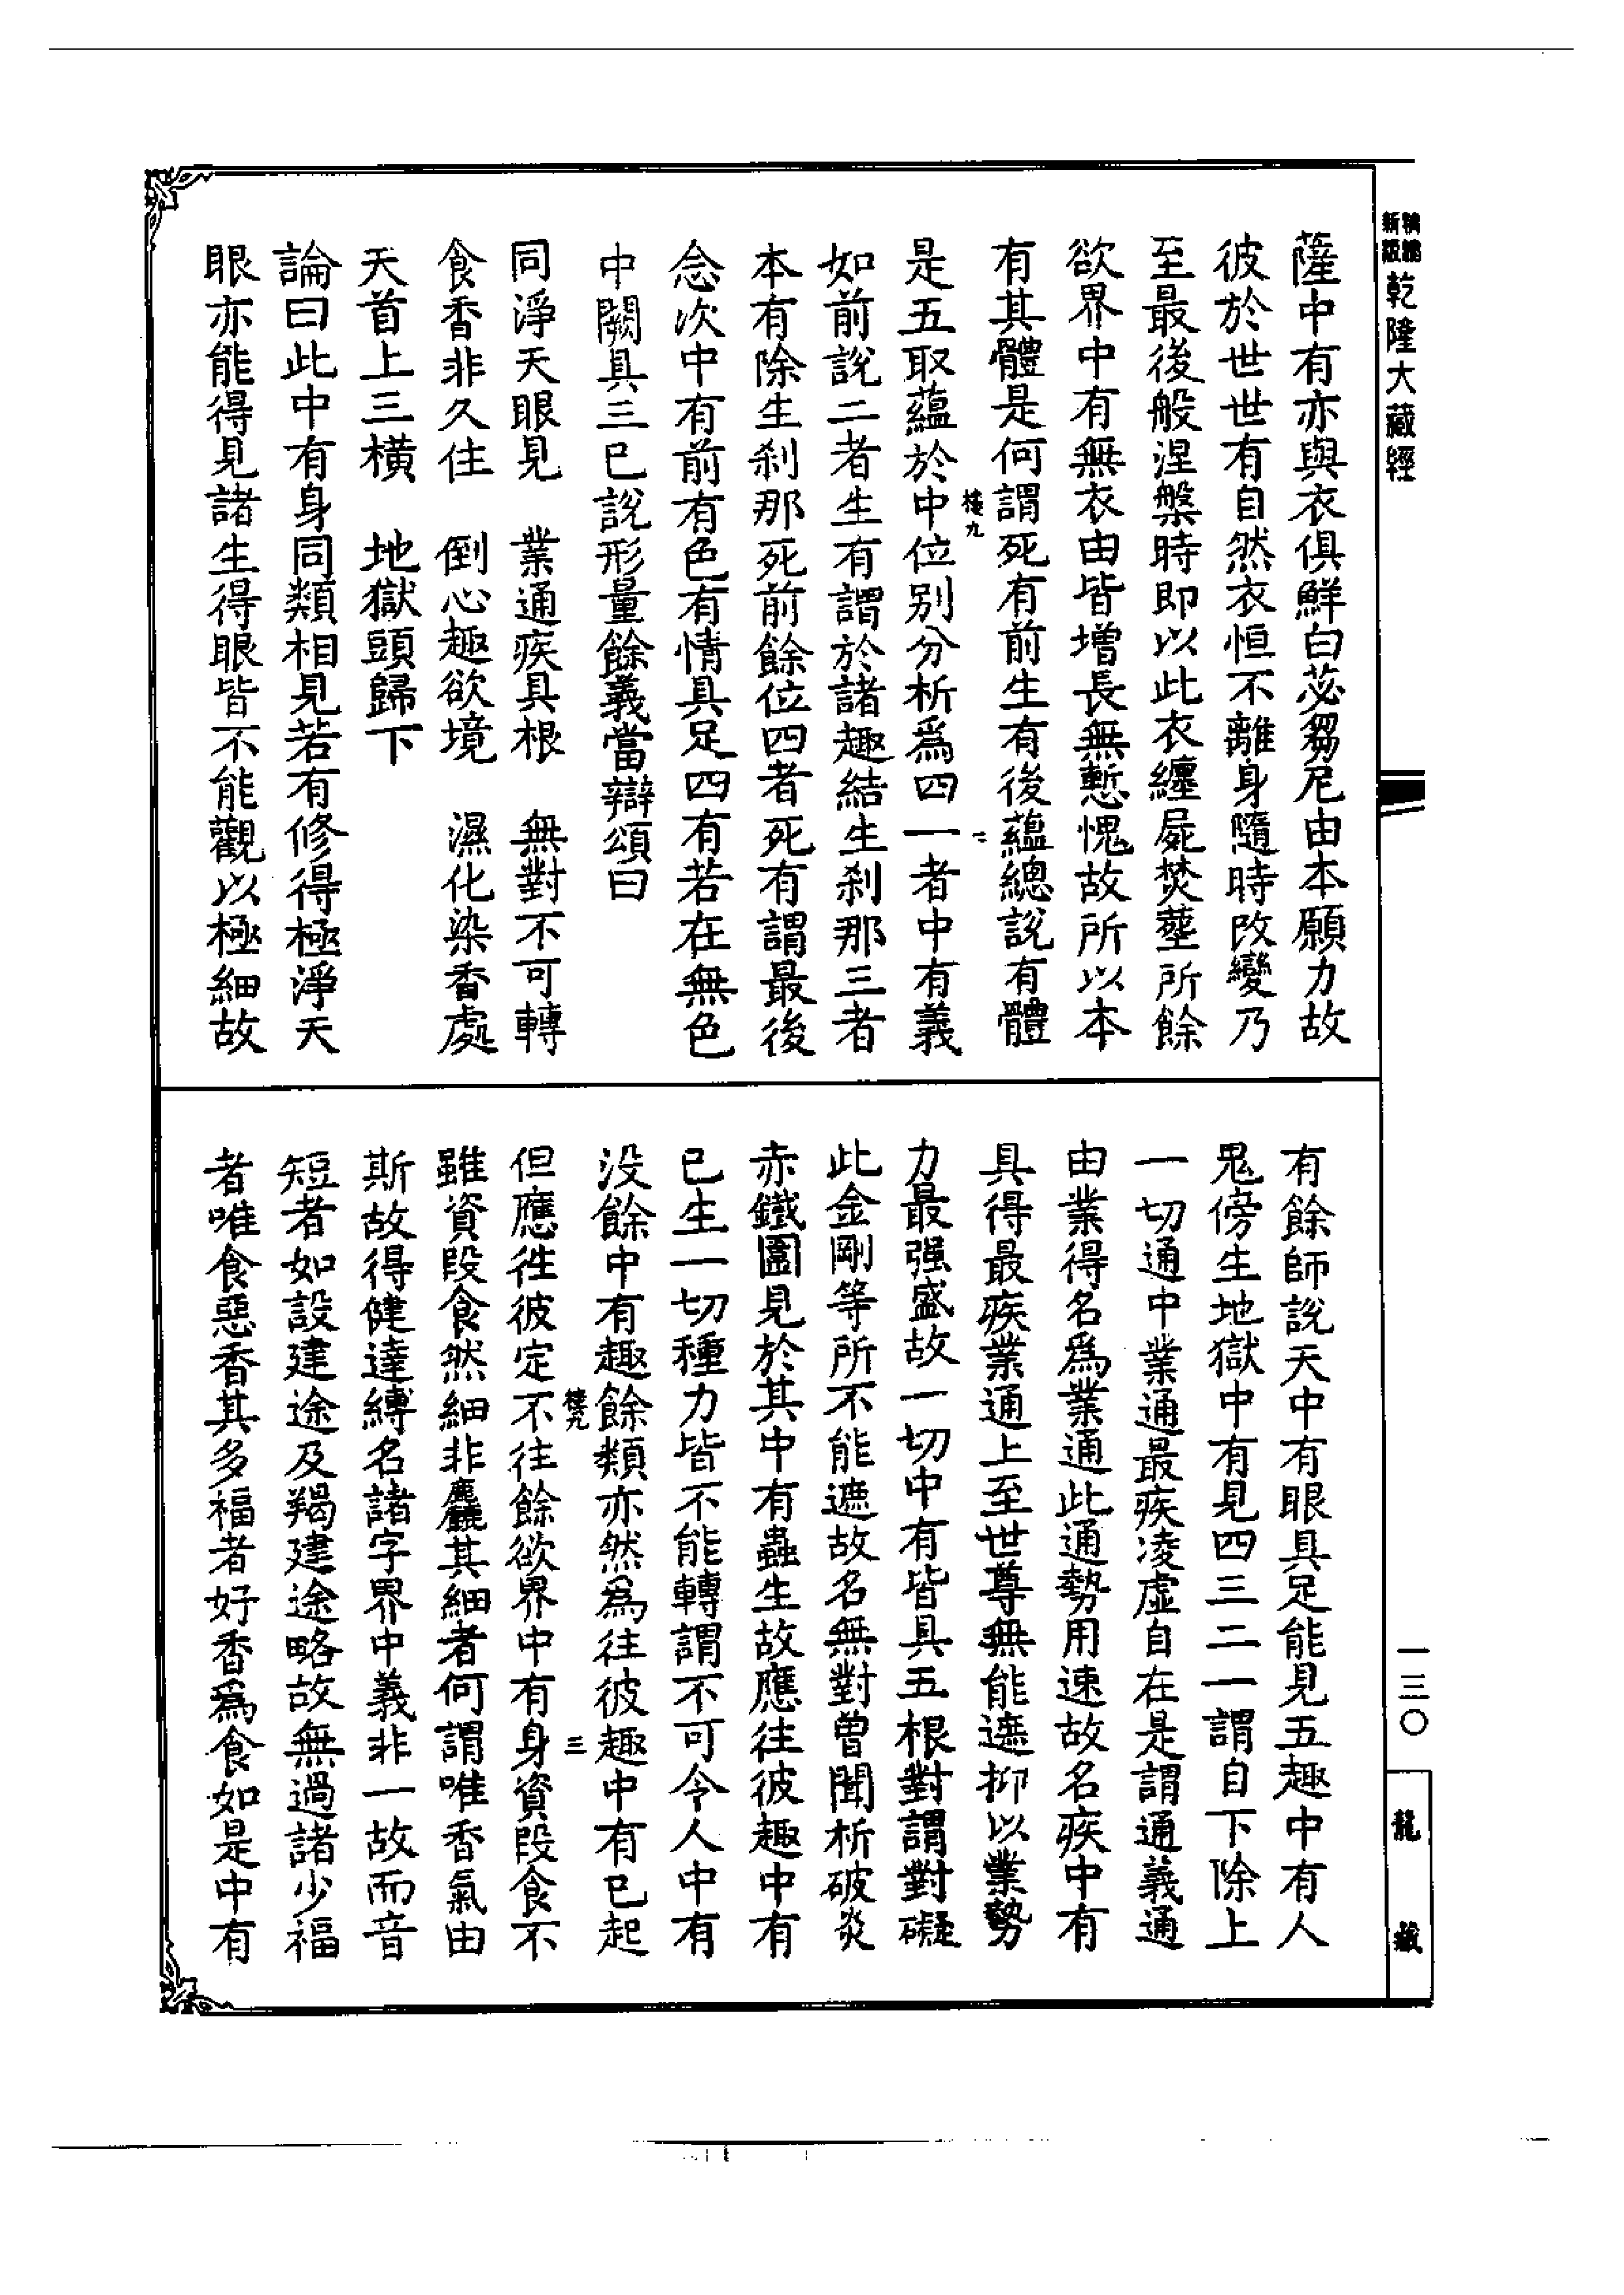 新編縮版 乾隆大藏經
薩中有亦與衣俱鮮白苾芻尼由本願力故
彼於世世有自然衣恒不離身隨時改變乃
至最後般涅槃時即以此衣纏屍焚葬所餘
欲界中有無衣由皆增長無慙愧故所以本
有其體是何謂死有前生有後蘊總說有體
樓九 二
是五取蘊於中位别分析爲四一者中有義
如前說二者生有謂於諸趣結生刹那三者
本有除生刹那死前餘位四者死有謂最後
念次中有前有色有情具足四有若在無色
中闕具三已說形量餘義當辯頌曰
同淨天眼見 業通疾具根 無對不可轉
食香非久住 倒心趣欲境 濕化染香處
天首上三橫 地獄頭歸下
論曰此中有身同類相見若有修得極淨天
眼亦能得見諸生得眼皆不能觀以極細故
有餘師說天中有眼具足能見五趣中有人
鬼傍生地獄中有見四三二一謂自下除上
一切通中業通最疾凌虛自在是謂通義通
由業得名爲業通此通勢用速故名疾中有
具得最疾業通上至世尊無能遮抑以業勢
力最强盛故一切中有皆具五根對謂對礙
此金剛等所不能遮故名無對曾聞析破炎
赤鐵團見於其中有蟲生故應往彼趣中有
已生一切種力皆不能轉謂不可令人中有
没餘中有趣餘類亦然為往彼趣中有已起
樓九 三
但應徃彼定不往餘欲界中有身資段食不
雖資段食然細非麤其細者何謂唯香氣由
斯故得健達縛名諸字界中義非一故而音
短者如設建途及羯建途略故無過諸少福
者唯食惡香其多福者好香爲食如是中有
一三〇
龍藏